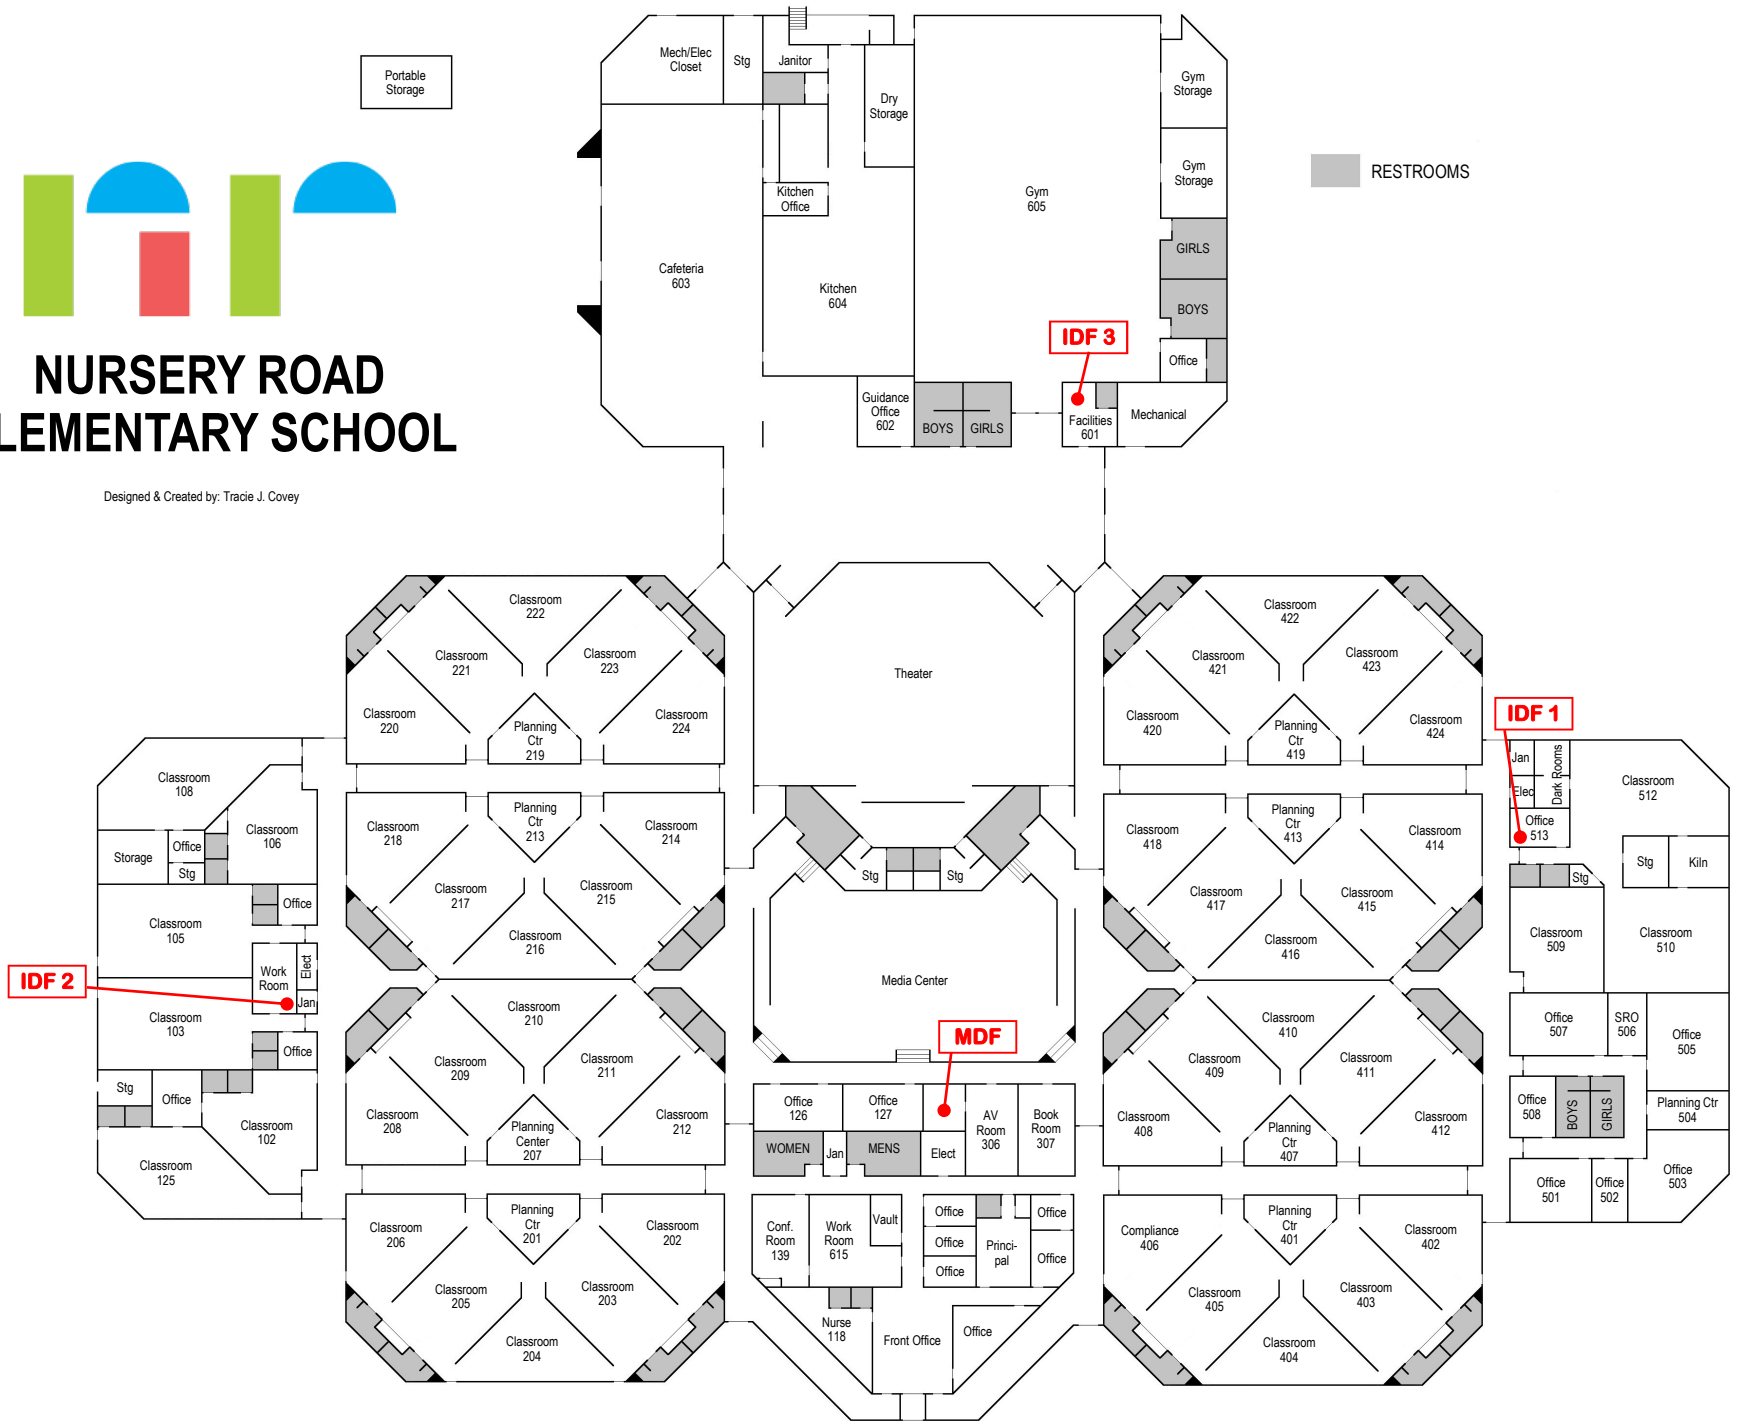 Portable
Storage
NURSERY ROAD
LEMENTARY SCHOOL
Designed & Created by: Tracie J. Covey
RESTROOMS
Mech/Elec
Closet
Stg
Janitor
Dry
Storage
Gym
Storage
Gym
Storage
Kitchen
Office
Gym
605
GIRLS
Cafeteria
603
Kitchen
604
BOYS
IDF 3
Office
Guidance
Office
602
BOYS
GIRLS
Facilities
601
Mechanical
Classroom
222
Classroom
221
Classroom
223
Classroom
220
Planning
Ctr
219
Classroom
224
Theater
Classroom
422
Classroom
421
Classroom
423
Classroom
420
Planning
Ctr
419
Classroom
424
IDF 1
Classroom
108
Classroom
106
Storage
Office
Stg
Office
Classroom
105
Work
Room
Elect
Jan
IDF 2
Classroom
103
Office
Stg
Office
Classroom
102
Classroom
125
Classroom
218
Planning
Ctr
213
Classroom
214
Classroom
217
Classroom
215
Classroom
216
Stg
Stg
Media Center
Classroom
418
Planning
Ctr
413
Classroom
414
Classroom
417
Classroom
415
Classroom
416
Jan
Elec
Dark Rooms
Office
513
Classroom
512
Stg
Kiln
Stg
Classroom
509
Classroom
510
Office
507
SRO
506
Office
505
Office
508
BOYS
GIRLS
Planning Ctr
504
Office
501
Office
502
Office
503
Classroom
210
Classroom
209
Classroom
211
Classroom
208
Planning
Center
207
Classroom
212
MDF
Office
126
Office
127
AV
Room
306
Book
Room
307
WOMEN
Jan
MENS
Elect
Classroom
410
Classroom
409
Classroom
411
Classroom
408
Planning
Ctr
407
Classroom
412
Classroom
206
Planning
Ctr
201
Classroom
202
Classroom
205
Classroom
203
Classroom
204
Conf.
Room
139
Work
Room
615
Vault
Office
Office
Office
Princi-
pal
Office
Office
Nurse
118
Front Office
Office
Compliance
406
Planning
Ctr
401
Classroom
402
Classroom
405
Classroom
403
Classroom
404